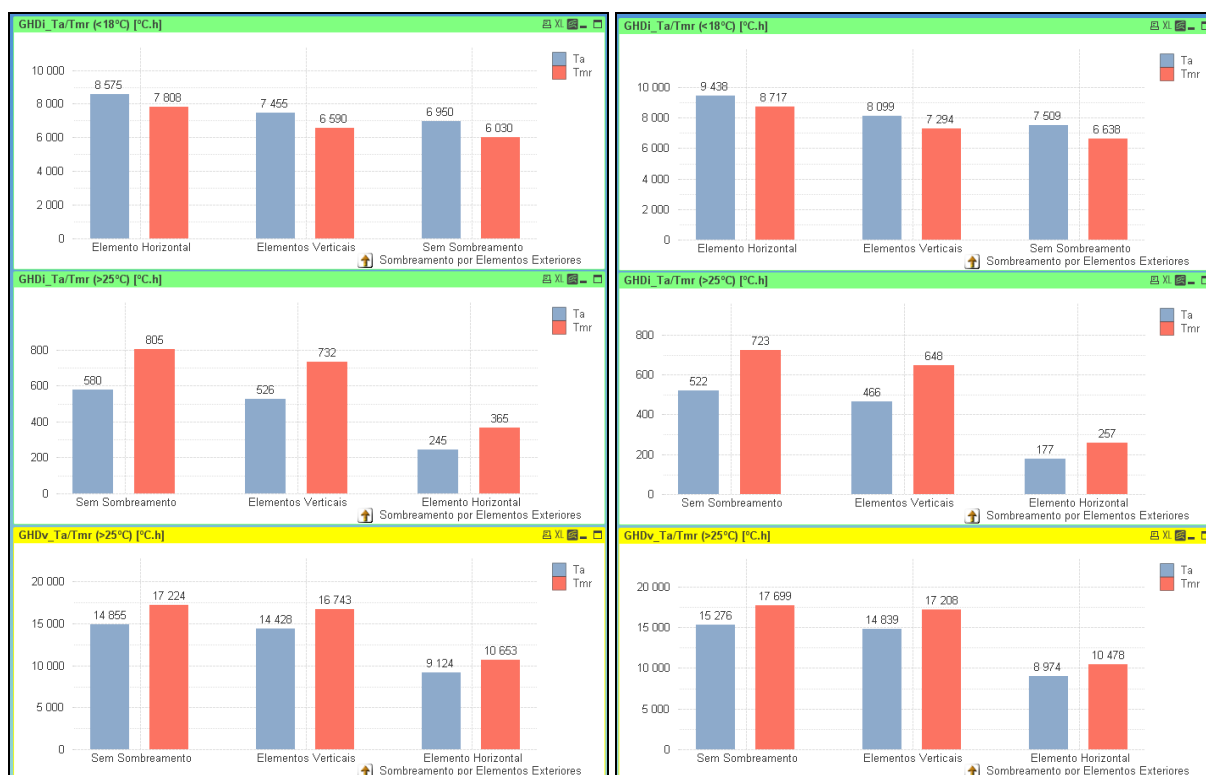 GHDi_Ta/Tmr (<18°C) [°C.h]
XL
Ta
Tmr
10 000
8 000
6 000
4 000
2 000
0
8 575
7 808
7 455
6 590
6 950
6 030
Elemento Horizontal
Elementos Verticais
Sem Sombreamento
Sombreamento por Elementos Exteriores
GHDi_Ta/Tmr (>25°C) [°C.h]
XL
Ta
Tmr
800
600
400
200
0
580
805
526
732
245
365
Sem Sombreamento
Elementos Verticais
Elemento Horizontal
Sombreamento por Elementos Exteriores
GHDv_Ta/Tmr (>25°C) [°C.h]
XL
Ta
Tmr
20 000
15 000
10 000
5 000
0
14 855
17 224
14 428
16 743
9 124
10 653
Sem Sombreamento
Elementos Verticais
Elemento Horizontal
Sombreamento por Elementos Exteriores
GHDi_Ta/Tmr (<18°C) [°C.h]
XL
Ta
Tmr
10 000
8 000
6 000
4 000
2 000
0
9 438
8 717
8 099
7 294
7 509
6 638
Elemento Horizontal
Elementos Verticais
Sem Sombreamento
Sombreamento por Elementos Exteriores
GHDi_Ta/Tmr (>25°C) [°C.h]
XL
Ta
Tmr
800
600
400
200
0
522
723
466
648
177
257
Sem Sombreamento
Elementos Verticais
Elemento Horizontal
Sombreamento por Elementos Exteriores
GHDv_Ta/Tmr (>25°C) [°C.h]
XL
Ta
Tmr
20 000
15 000
10 000
5 000
0
15 276
17 699
14 839
17 208
8 974
10 478
Sem Sombreamento
Elementos Verticais
Elemento Horizontal
Sombreamento por Elementos Exteriores